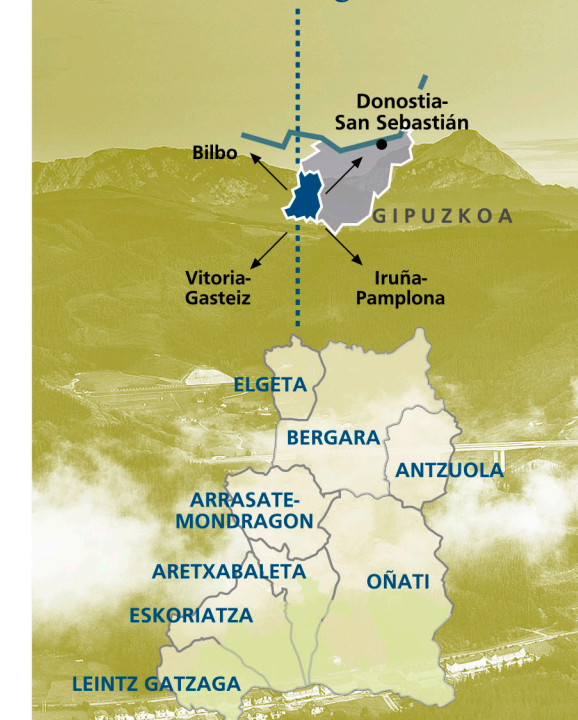 Donostia-
San Sebastián
Bilbo
GIPUZKOA
Vitoria-
Gasteiz
Iruña-
Pamplona
ELGETA
BERGARA
ANTZUOLA
ARRASATE-
MONDRAGON
ARETXABALETA
OÑATI
ESKORIATZA
LEINTZ GATZAGA